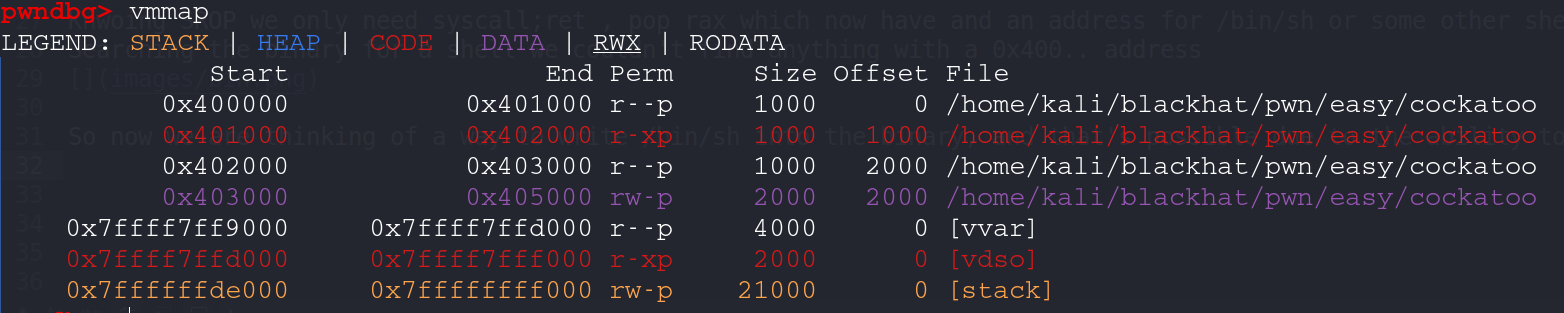 pwndbg> vmmap
LEGEND: STACK | HEAP | CODE | DATA | RWX | RODATA
Start End Perm Size Offset File
0x400000 0x401000 r--p 1000 0 /home/kali/blackhat/pwn/easy/cockatoo
0x401000 0x402000 r-xp 1000 1000 /home/kali/blackhat/pwn/easy/cockatoo
0x402000 0x403000 r--p 1000 2000 /home/kali/blackhat/pwn/easy/cockatoo
0x403000 0x405000 rw-p 2000 2000 /home/kali/blackhat/pwn/easy/cockatoo
0x7ffff7ff9000 0x7ffff7ffd000 r--p 4000 0 [vvar]
0x7ffff7ffd000 0x7ffff7fff000 r-xp 2000 0 [vdso]
0x7ffffffde000 0x7ffffffff000 rw-p 21000 0 [stack]